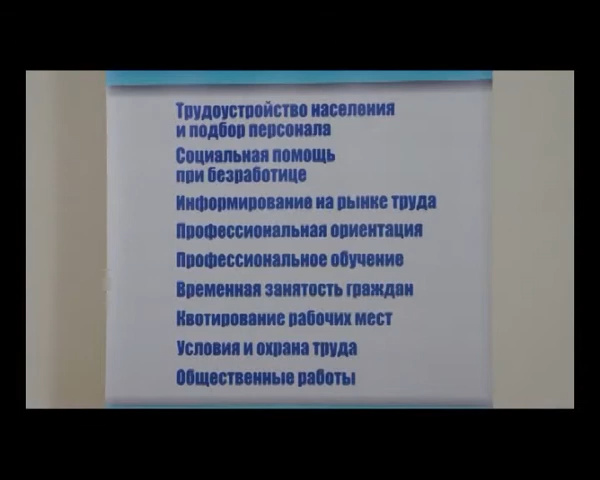 Трудоустройство населения
и подбор персонала
Социальная помощь
при безработице
Информирование на рынке труда
Профессиональная ориентация
Профессиональное обучение
Временная занятость граждан
Квотирование рабочих мест
Условия и охрана труда
Общественные работы